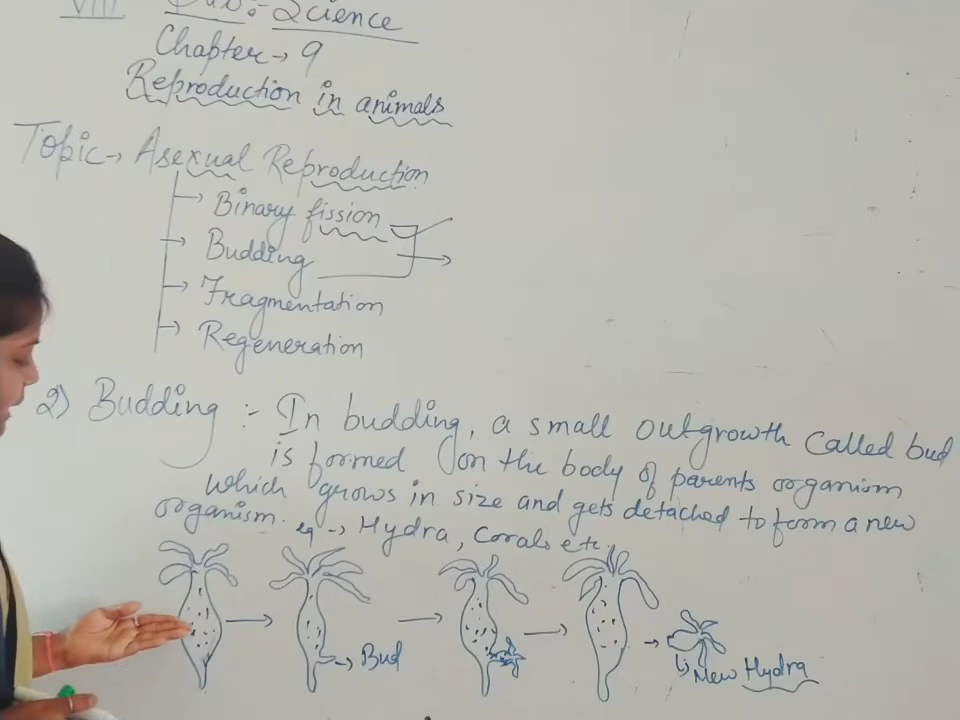 VIII Sub:- Science
Chapter → 9
Reproduction in animals
Topic → Asexual Reproduction
→ Binary fission
→ Budding
→ Fragmentation
→ Regeneration
2) Budding :- In budding, a small outgrowth called bud
is formed on the body of parents organism
which grows in size and gets detached to form a new
organism. eg → Hydra, Corals etc.
→ Bud
New Hydra